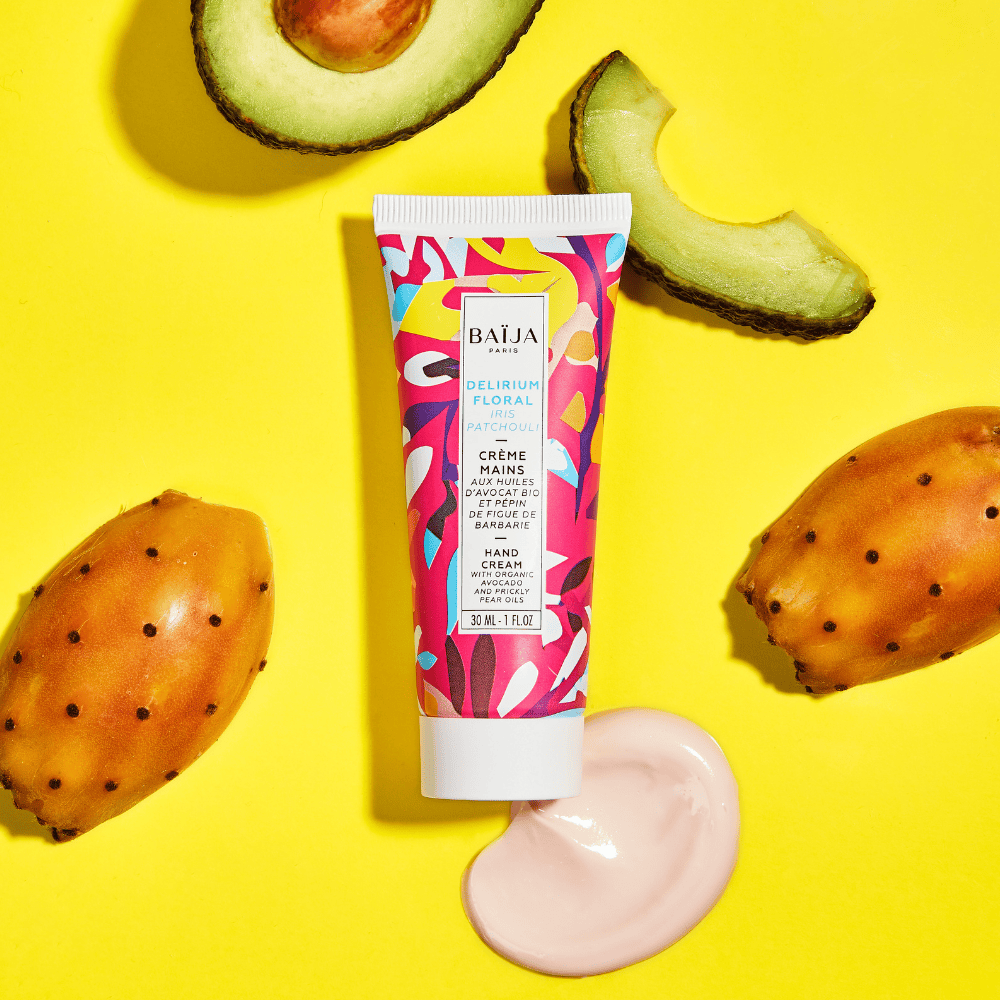 BAÏJA
PARIS
DELIRIUM
FLORAL
IRIS
PATCHOULI
CRÈME
MAINS
AUX HUILES
D'AVOCAT BIO
ET PÉPIN
DE FIGUE DE
BARBARIE
HAND
CREAM
WITH ORGANIC
AVOCADO
AND PRICKLY
PEAR OILS
30 ML - 1 FL.OZ